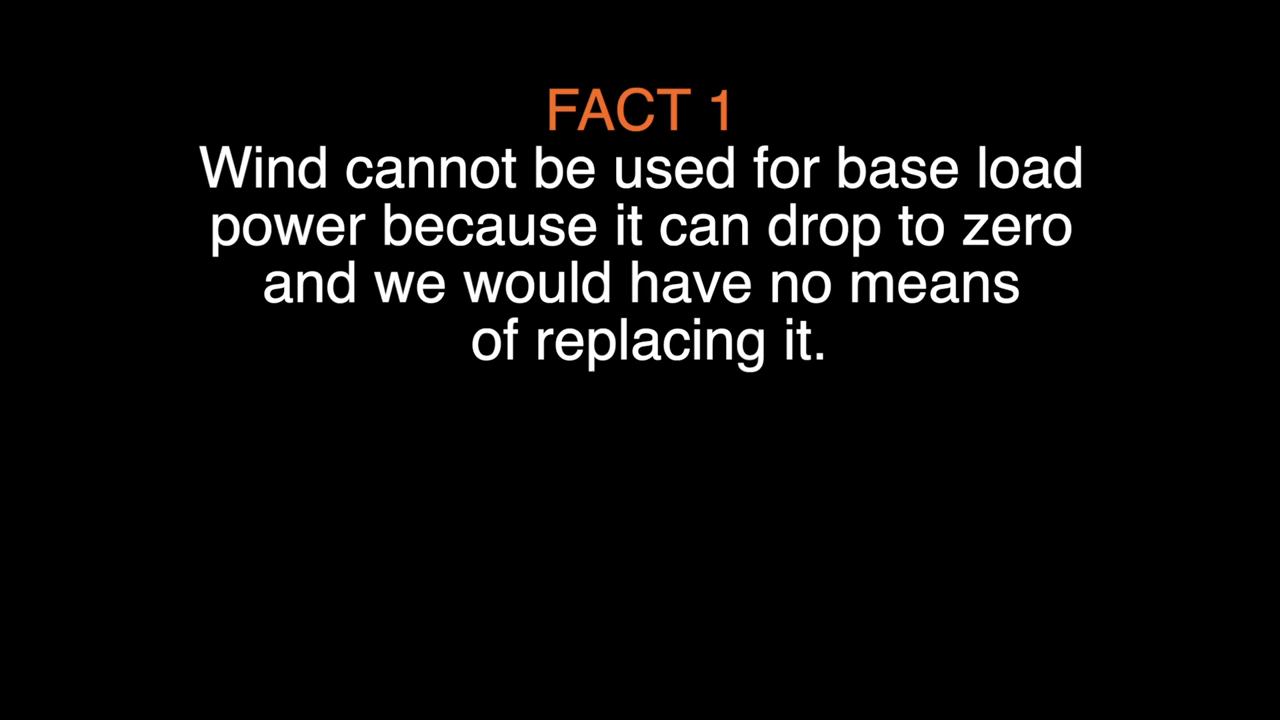 FACT 1
Wind cannot be used for base load
power because it can drop to zero
and we would have no means
of replacing it.